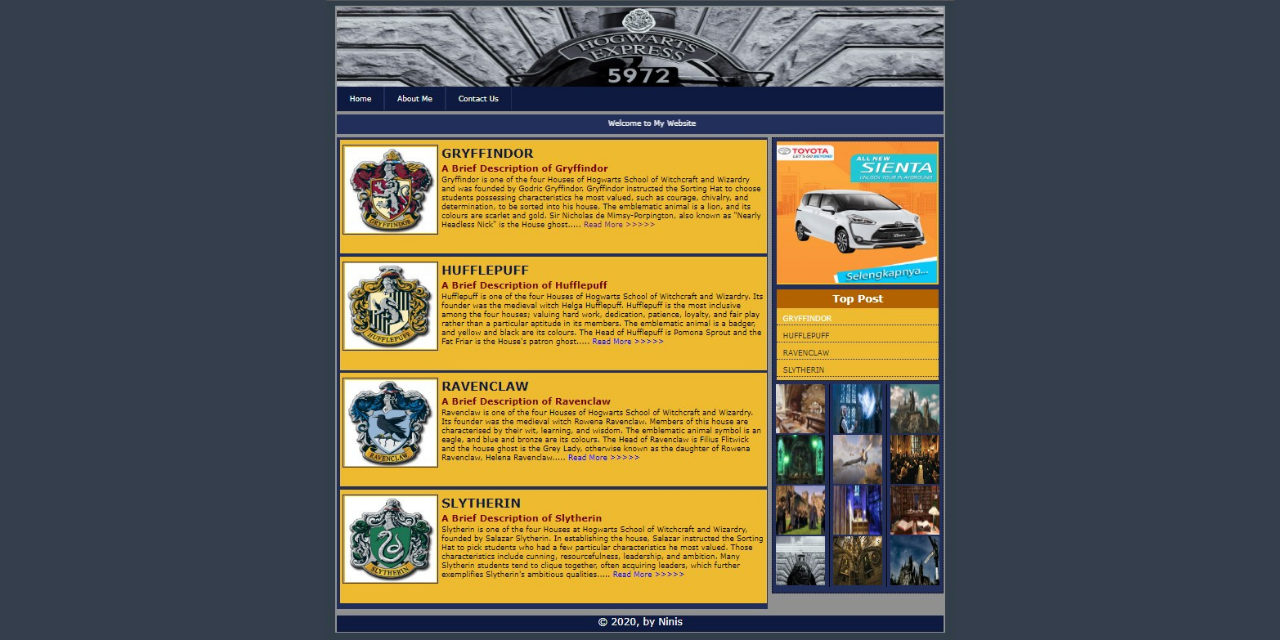 HOGWARTS
EXPRESS
5972
Home
About Me
Contact Us
Welcome to My Website
GRYFFINDOR
GRYFFINDOR
A Brief Description of Gryffindor
Gryffindor is one of the four Houses of Hogwarts School of Witchcraft and Wizardry
and was founded by Godric Gryffindor. Gryffindor instructed the Sorting Hat to choose
students possessing characteristics he most valued, such as courage, chivalry, and
determination, to be sorted into his house. The emblematic animal is a lion, and its
colours are scarlet and gold. Sir Nicholas de Mimsy-Porpington, also known as "Nearly
Headless Nick" is the House ghost..... Read More >>>>>
HUFFLEPUFF
HUFFLEPUFF
A Brief Description of Hufflepuff
Hufflepuff is one of the four Houses of Hogwarts School of Witchcraft and Wizardry. Its
founder was the medieval witch Helga Hufflepuff. Hufflepuff is the most inclusive
among the four houses; valuing hard work, dedication, patience, loyalty, and fair play
rather than a particular aptitude in its members. The emblematic animal is a badger,
and yellow and black are its colours. The Head of Hufflepuff is Pomona Sprout and the
Fat Friar is the House's patron ghost..... Read More >>>>>
RAVENCLAW
RAVENCLAW
A Brief Description of Ravenclaw
Ravenclaw is one of the four Houses of Hogwarts School of Witchcraft and Wizardry.
Its founder was the medieval witch Rowena Ravenclaw. Members of this house are
characterised by their wit, learning, and wisdom. The emblematic animal symbol is an
eagle, and blue and bronze are its colours. The Head of Ravenclaw is Filius Flitwick
and the house ghost is the Grey Lady, otherwise known as the daughter of Rowena
Ravenclaw, Helena Ravenclaw..... Read More >>>>>
SLYTHERIN
SLYTHERIN
A Brief Description of Slytherin
Slytherin is one of the four Houses at Hogwarts School of Witchcraft and Wizardry,
founded by Salazar Slytherin. In establishing the house, Salazar instructed the Sorting
Hat to pick students who had a few particular characteristics he most valued. Those
characteristics include cunning, resourcefulness, leadership, and ambition. Many
Slytherin students tend to clique together, often acquiring leaders, which further
exemplifies Slytherin's ambitious qualities..... Read More >>>>>
TOYOTA
LET'S GO BEYOND
ALL NEW
SIENTA
UNLOCK YOUR PLAYGROUND
Selengkapnya...
Top Post
GRYFFINDOR
HUFFLEPUFF
RAVENCLAW
SLYTHERIN
© 2020, by Ninis